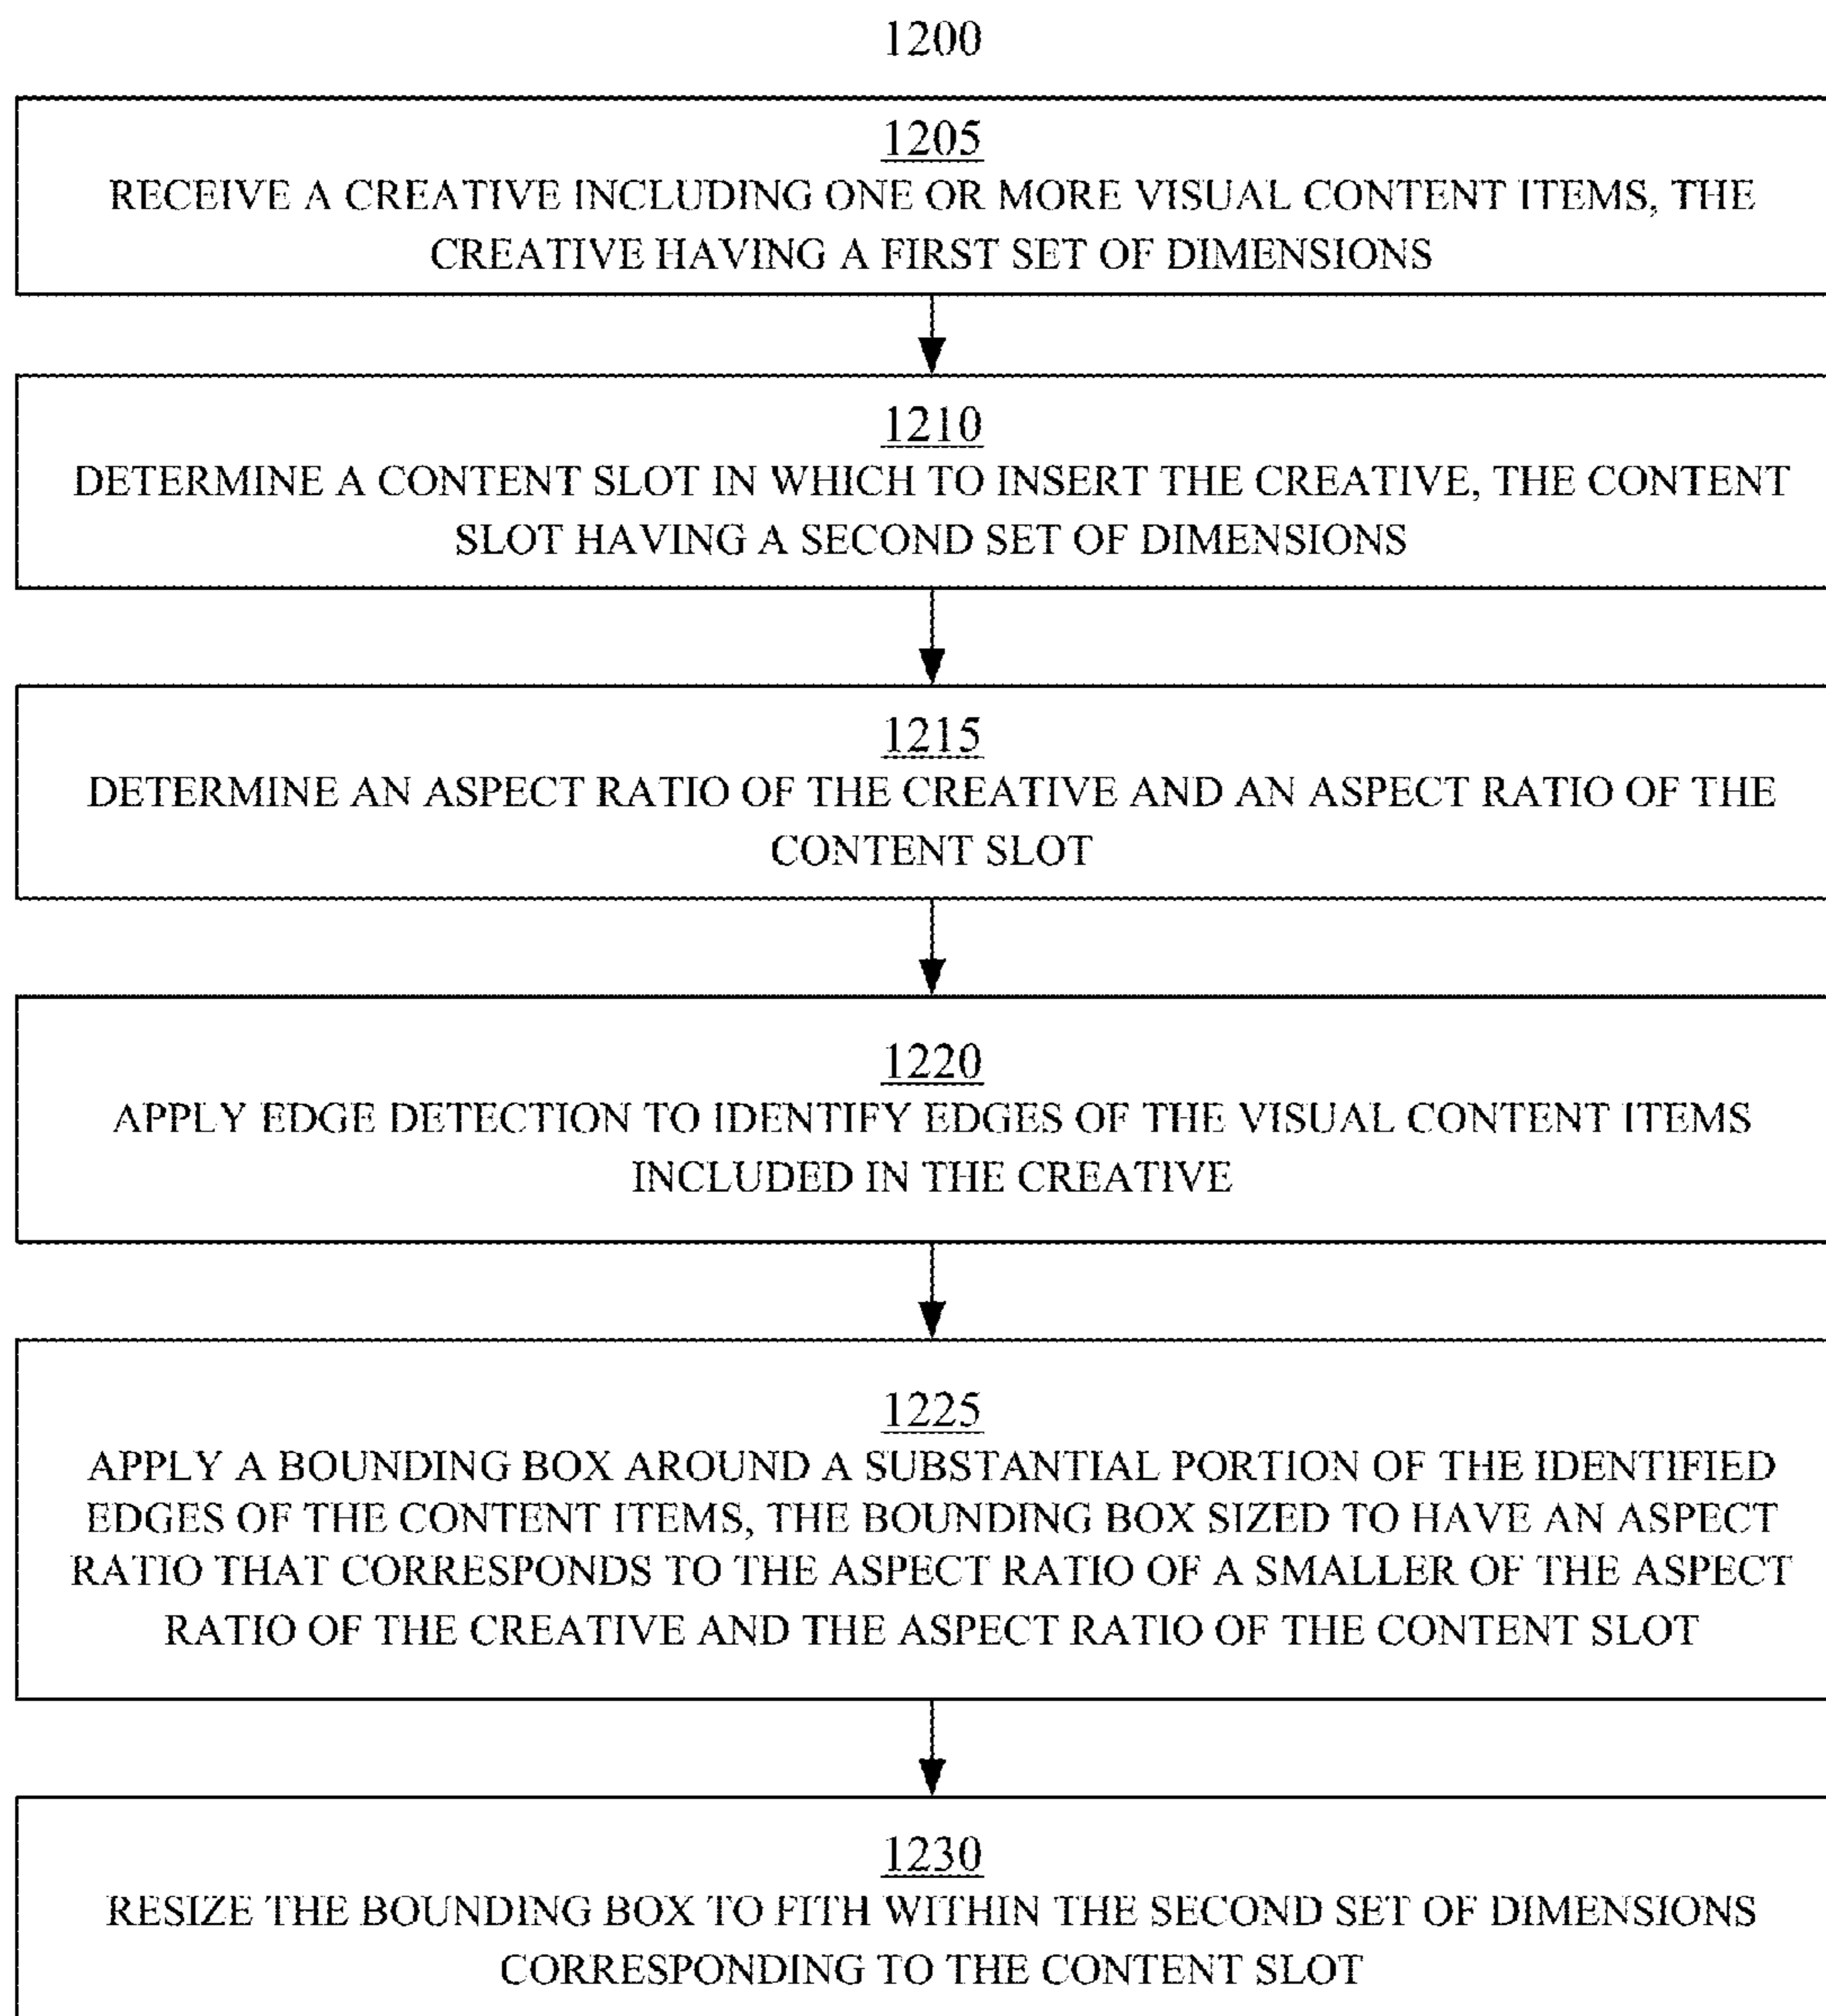 1200
1205
RECEIVE A CREATIVE INCLUDING ONE OR MORE VISUAL CONTENT ITEMS, THE
CREATIVE HAVING A FIRST SET OF DIMENSIONS
1210
DETERMINE A CONTENT SLOT IN WHICH TO INSERT THE CREATIVE, THE CONTENT
SLOT HAVING A SECOND SET OF DIMENSIONS
1215
DETERMINE AN ASPECT RATIO OF THE CREATIVE AND AN ASPECT RATIO OF THE
CONTENT SLOT
1220
APPLY EDGE DETECTION TO IDENTIFY EDGES OF THE VISUAL CONTENT ITEMS
INCLUDED IN THE CREATIVE
1225
APPLY A BOUNDING BOX AROUND A SUBSTANTIAL PORTION OF THE IDENTIFIED
EDGES OF THE CONTENT ITEMS, THE BOUNDING BOX SIZED TO HAVE AN ASPECT
RATIO THAT CORRESPONDS TO THE ASPECT RATIO OF A SMALLER OF THE ASPECT
RATIO OF THE CREATIVE AND THE ASPECT RATIO OF THE CONTENT SLOT
1230
RESIZE THE BOUNDING BOX TO FITH WITHIN THE SECOND SET OF DIMENSIONS
CORRESPONDING TO THE CONTENT SLOT